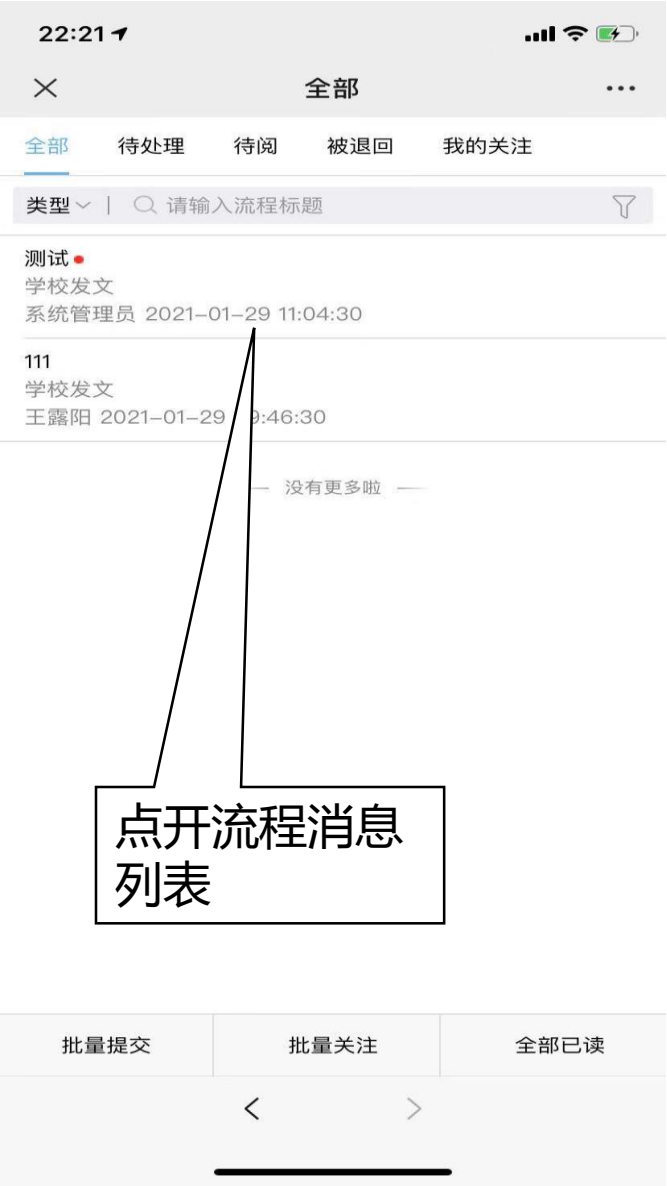 22:21
全部
全部 待处理 待阅 被退回 我的关注
类型 请输入流程标题
测试
学校发文
系统管理员 2021-01-29 11:04:30
111
学校发文
王露阳 2021-01-29 9:46:30
没有更多啦
点开流程消息
列表
批量提交 批量关注 全部已读